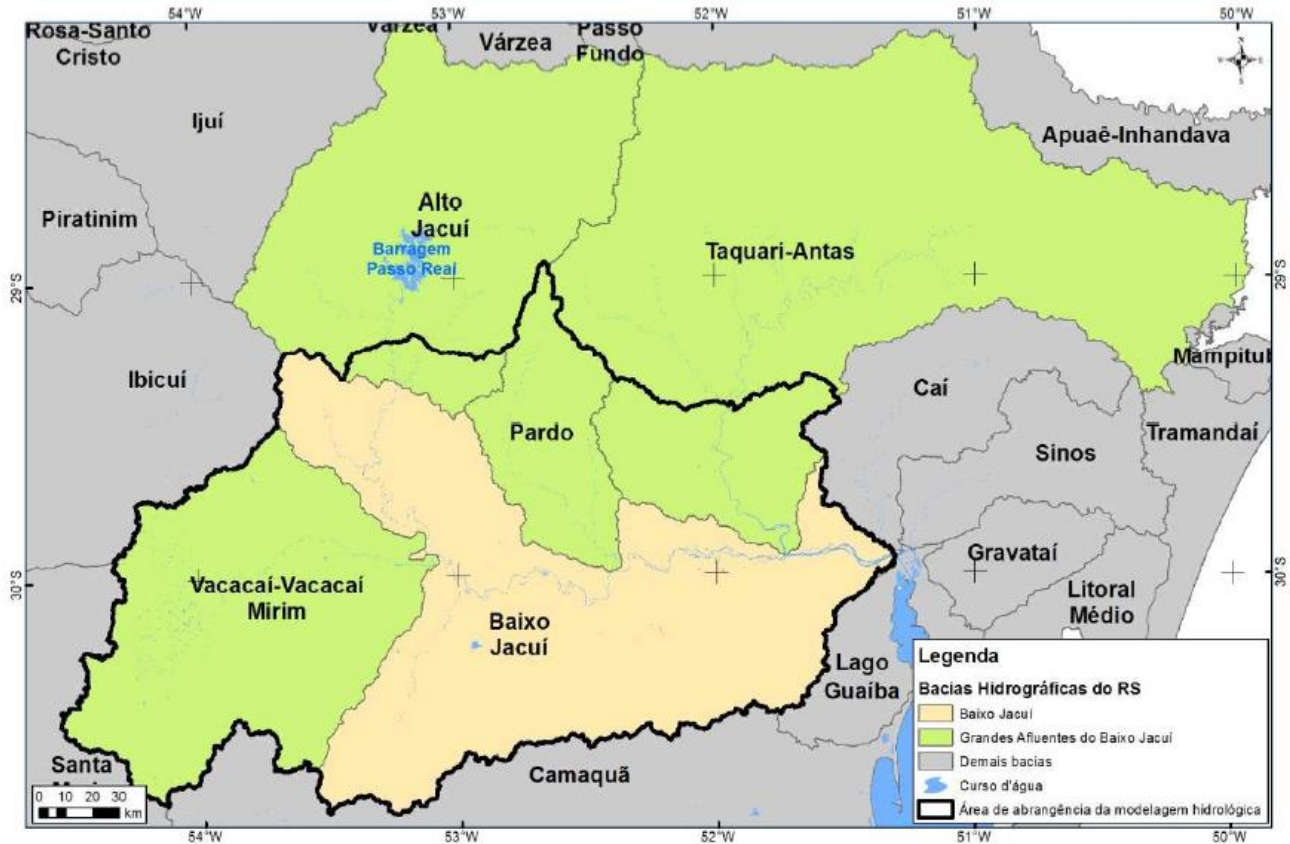 54°W
53°W
52°W
51°W
50°W
Rosa-Santo
Cristo
Várzea
Várzea
Passo
Fundo
N
W
E
S
Ijuí
Apuaê-Inhandava
Piratinim
Alto
Jacuí
Barragem
Passo Real
Taquari-Antas
29°S
29°S
Ibicuí
Caí
Pardo
Sinos
Tramandaí
Gravataí
Vacacaí-Vacacaí
Mirim
30°S
30°S
Litoral
Médio
Baixo
Jacuí
Lago
Guaíba
Camaquã
Santa
0 10 20 30
km
Legenda
Bacias Hidrográficas do RS
Baixo Jacuí
Grandes Afluentes do Baixo Jacuí
Demais bacias
Curso d'água
Área de abrangência da modelagem hidrológica
54°W
53°W
52°W
51°W
50°W